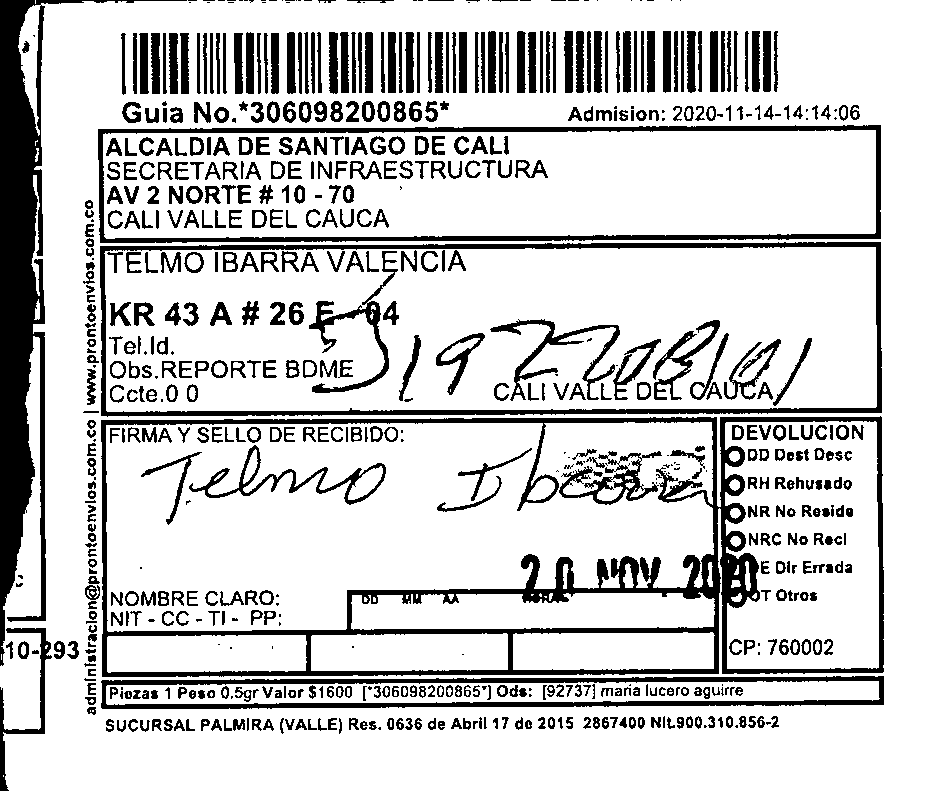 Guia No.*306098200865*
Admision: 2020-11-14-14:14:06
ALCALDIA DE SANTIAGO DE CALI
SECRETARIA DE INFRAESTRUCTURA
AV 2 NORTE # 10 - 70
CALI VALLE DEL CAUCA
TELMO IBARRA VALENCIA
KR 43 A # 26 E 04
Tel.Id.
Obs.REPORTE BDME
Ccte.0 0
CALI VALLE DEL CAUCA
FIRMA Y SELLO DE RECIBIDO:
Telmo Ibarra
20 NOV. 2020
NOMBRE CLARO:
DD MM AA HORA
NIT - CC - TI - PP:
DEVOLUCION
DD Dest Desc
RH Rehusado
NR No Reside
NRC No Recl
DE Dir Errada
OT Otros
CP: 760002
Piezas 1 Peso 0.5gr Valor $1600 [*306098200865*] Ods: [92737] maria lucero aguirre
SUCURSAL PALMIRA (VALLE) Res. 0636 de Abril 17 de 2015 2867400 Nit.900.310.856-2
administracion@prontoenvios.com.co | www.prontoenvios.com.co
10-293